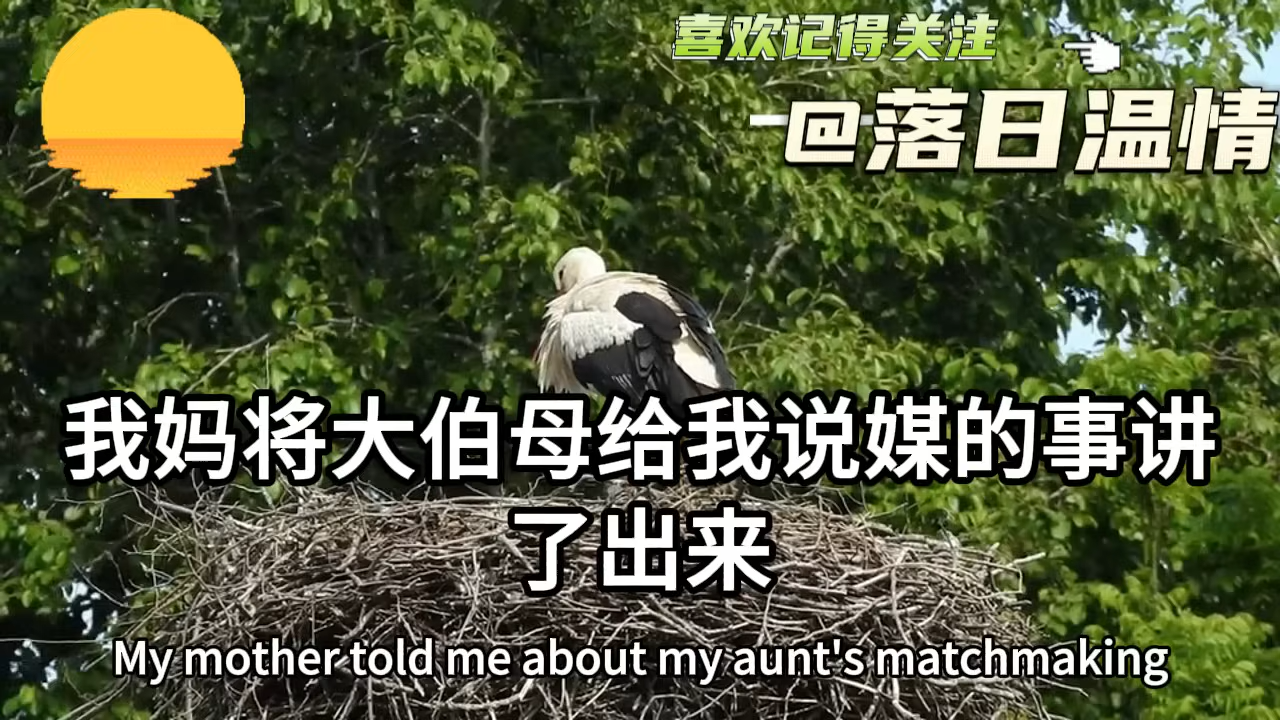 喜欢记得关注
@落日温情
我妈将大伯母给我说媒的事讲
了出来
My mother told me about my aunt's matchmaking